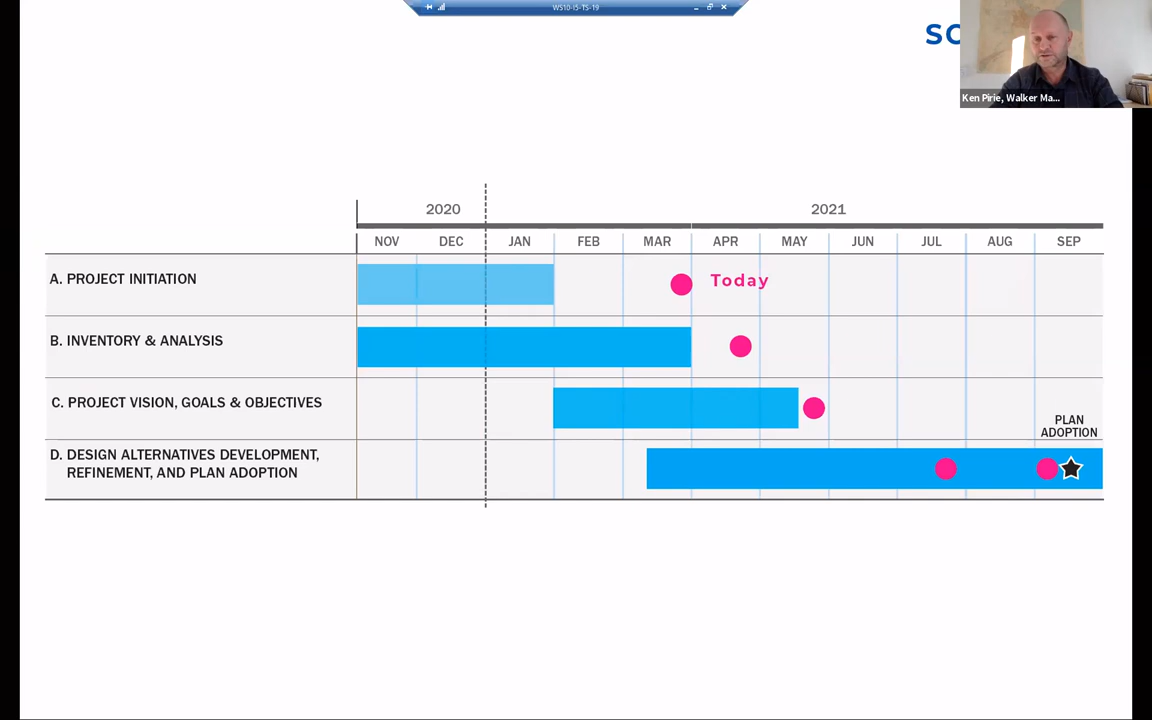 WS10-I5-TS-19
SC
Ken Pirie, Walker Ma...
2020
2021
NOV DEC JAN FEB MAR APR MAY JUN JUL AUG SEP
A. PROJECT INITIATION
Today
B. INVENTORY & ANALYSIS
C. PROJECT VISION, GOALS & OBJECTIVES
PLAN
ADOPTION
D. DESIGN ALTERNATIVES DEVELOPMENT,
REFINEMENT, AND PLAN ADOPTION